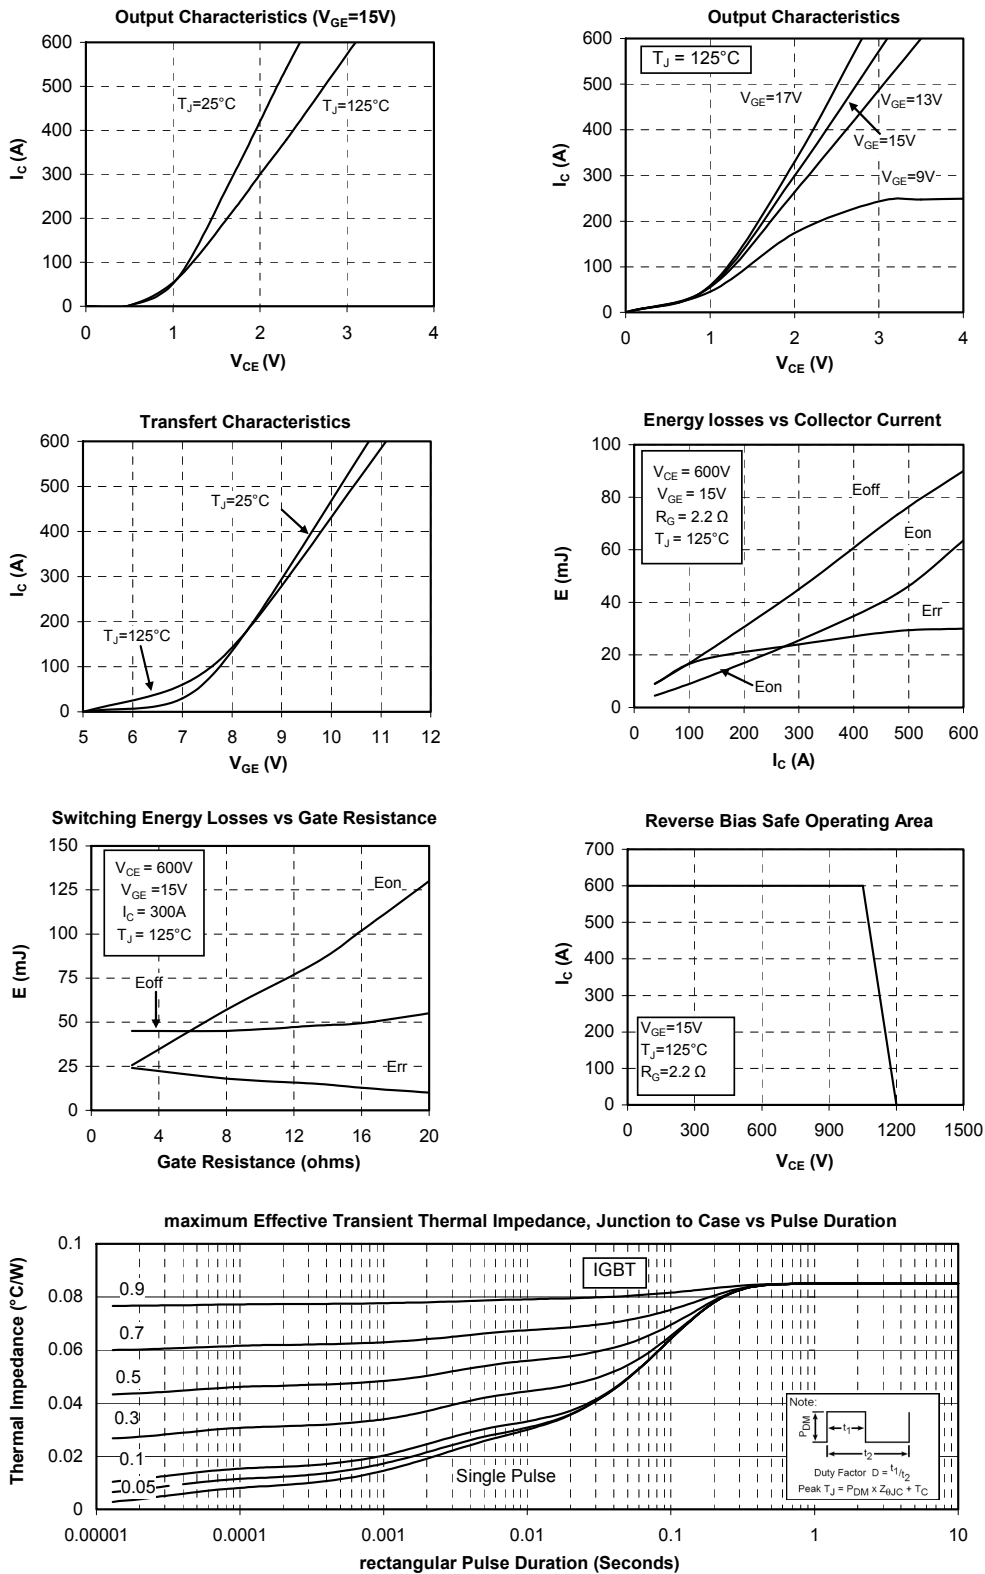 Output Characteristics (VGE=15V)
600
500
400
300
200
100
0
TJ=25°C
TJ=125°C
0 1 2 3 4
IC (A)
VCE (V)
Output Characteristics
600
500
400
300
200
100
0
TJ = 125°C
VGE=17V
VGE=13V
VGE=15V
VGE=9V
0 1 2 3 4
IC (A)
VCE (V)
Transfert Characteristics
600
500
400
300
200
100
0
TJ=25°C
TJ=125°C
5 6 7 8 9 10 11 12
IC (A)
VGE (V)
Energy losses vs Collector Current
100
80
60
40
20
0
VCE = 600V
VGE = 15V
RG = 2.2 Ω
TJ = 125°C
Eoff
Eon
Err
Eon
0 100 200 300 400 500 600
E (mJ)
IC (A)
Switching Energy Losses vs Gate Resistance
150
125
100
75
50
25
0
VCE = 600V
VGE =15V
IC = 300A
TJ = 125°C
Eon
Eoff
Err
0 4 8 12 16 20
E (mJ)
Gate Resistance (ohms)
Reverse Bias Safe Operating Area
700
600
500
400
300
200
100
0
VGE=15V
TJ=125°C
RG=2.2 Ω
0 300 600 900 1200 1500
IC (A)
VCE (V)
maximum Effective Transient Thermal Impedance, Junction to Case vs Pulse Duration
0.1
0.08
0.06
0.04
0.02
0
IGBT
0.9
0.7
0.5
0.3
0.1
0.05
Single Pulse
Note:
PDM
t1
t2
Duty Factor D = t1/t2
Peak TJ = PDM x ZθJC + TC
0.00001 0.0001 0.001 0.01 0.1 1 10
Thermal Impedance (°C/W)
rectangular Pulse Duration (Seconds)